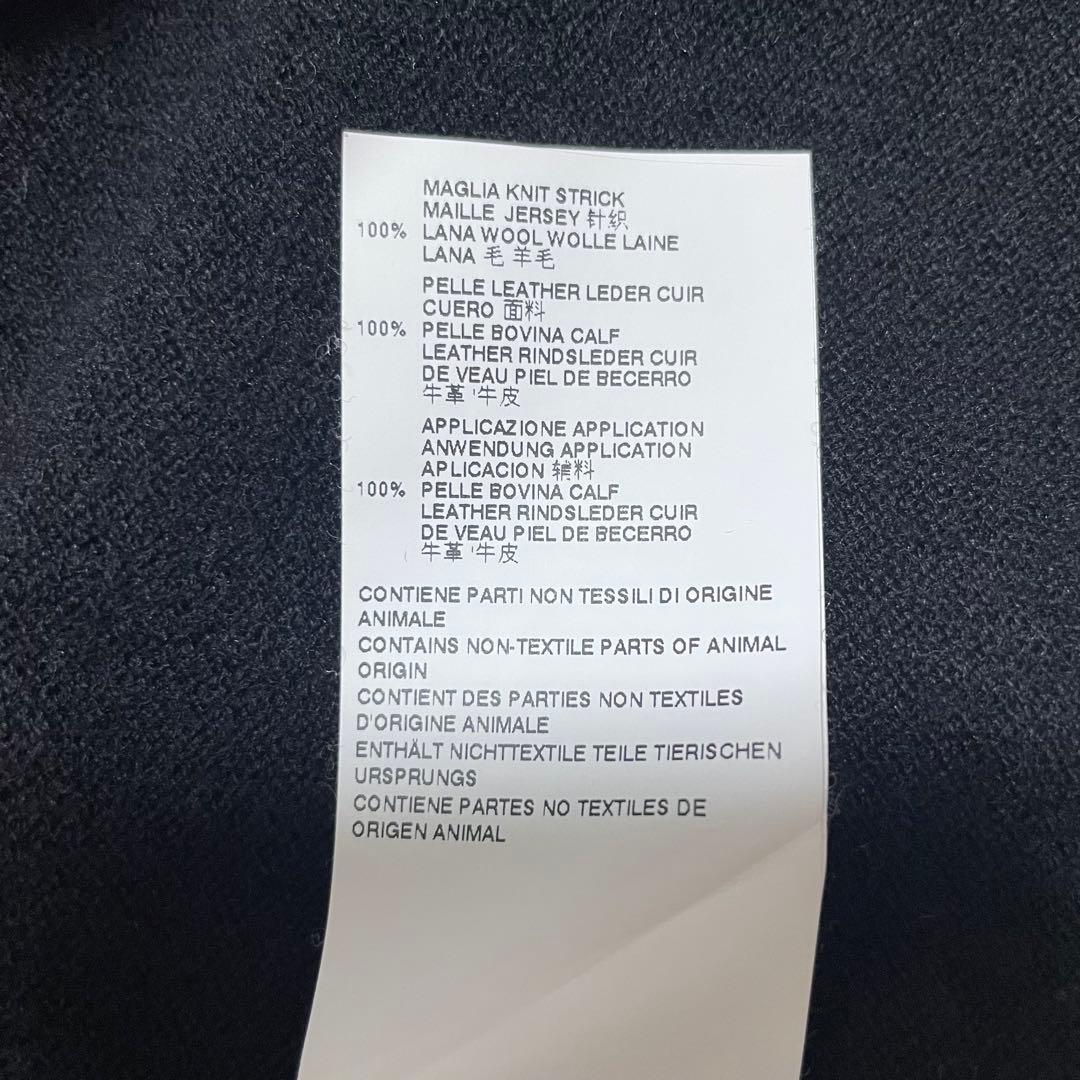 MAGLIA KNIT STRICK
MAILLE JERSEY 针织
100% LANA WOOL WOLLE LAINE
LANA 毛 羊毛
PELLE LEATHER LEDER CUIR
CUERO 面料
100% PELLE BOVINA CALF
LEATHER RINDSLEDER CUIR
DE VEAU PIEL DE BECERRO
牛革 '牛皮
APPLICAZIONE APPLICATION
ANWENDUNG APPLICATION
APLICACION 辅料
100% PELLE BOVINA CALF
LEATHER RINDSLEDER CUIR
DE VEAU PIEL DE BECERRO
牛革 '牛皮
CONTIENE PARTI NON TESSILI DI ORIGINE
ANIMALE
CONTAINS NON-TEXTILE PARTS OF ANIMAL
ORIGIN
CONTIENT DES PARTIES NON TEXTILES
D'ORIGINE ANIMALE
ENTHÄLT NICHTTEXTILE TEILE TIERISCHEN
URSPRUNGS
CONTIENE PARTES NO TEXTILES DE
ORIGEN ANIMAL